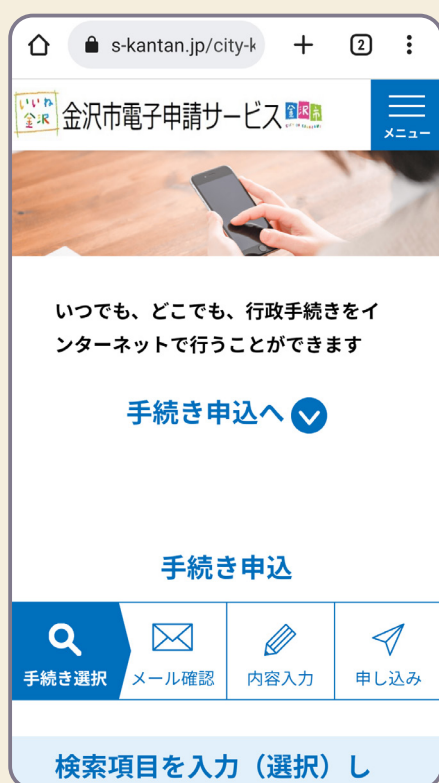 s-kantan.jp/city-k
2
いいね
金沢
金沢市電子申請サービス
金沢市
メニュー
いつでも、どこでも、行政手続きをイ
ンターネットで行うことができます
手続き申込へ
手続き申込
手続き選択
メール確認
内容入力
申し込み
検索項目を入力（選択）し